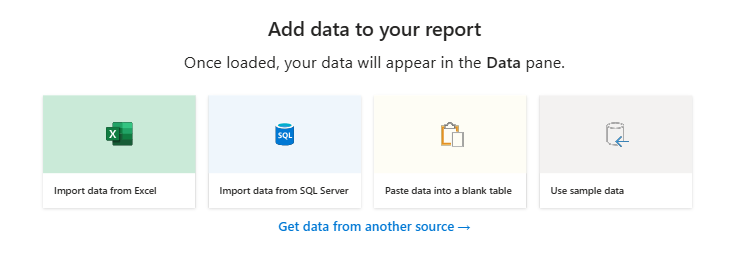 Add data to your report
Once loaded, your data will appear in the Data pane.
X
SQL
Import data from Excel
Import data from SQL Server
Paste data into a blank table
Use sample data
Get data from another source →